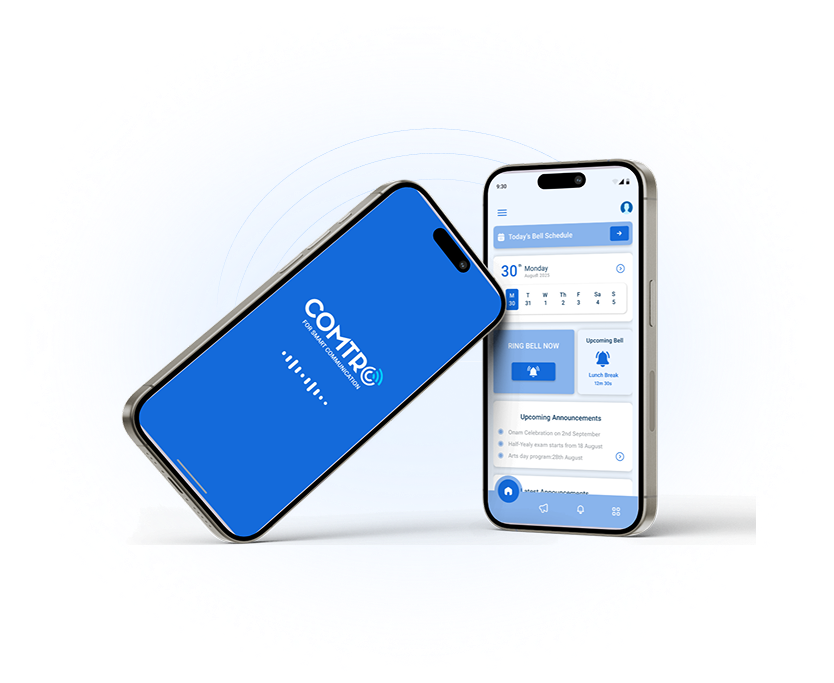 COMTRO
FOR SMART COMMUNICATION
9:30
Today's Bell Schedule
30th Monday
August 2025
M T W Th F Sa S
30 31 1 2 3 4 5
RING BELL NOW
Upcoming Bell
Lunch Break
12m 30s
Upcoming Announcements
Onam Celebration on 2nd September
Half-Yealy exam starts from 18 August
Arts day program:28th August
Latest Announcements